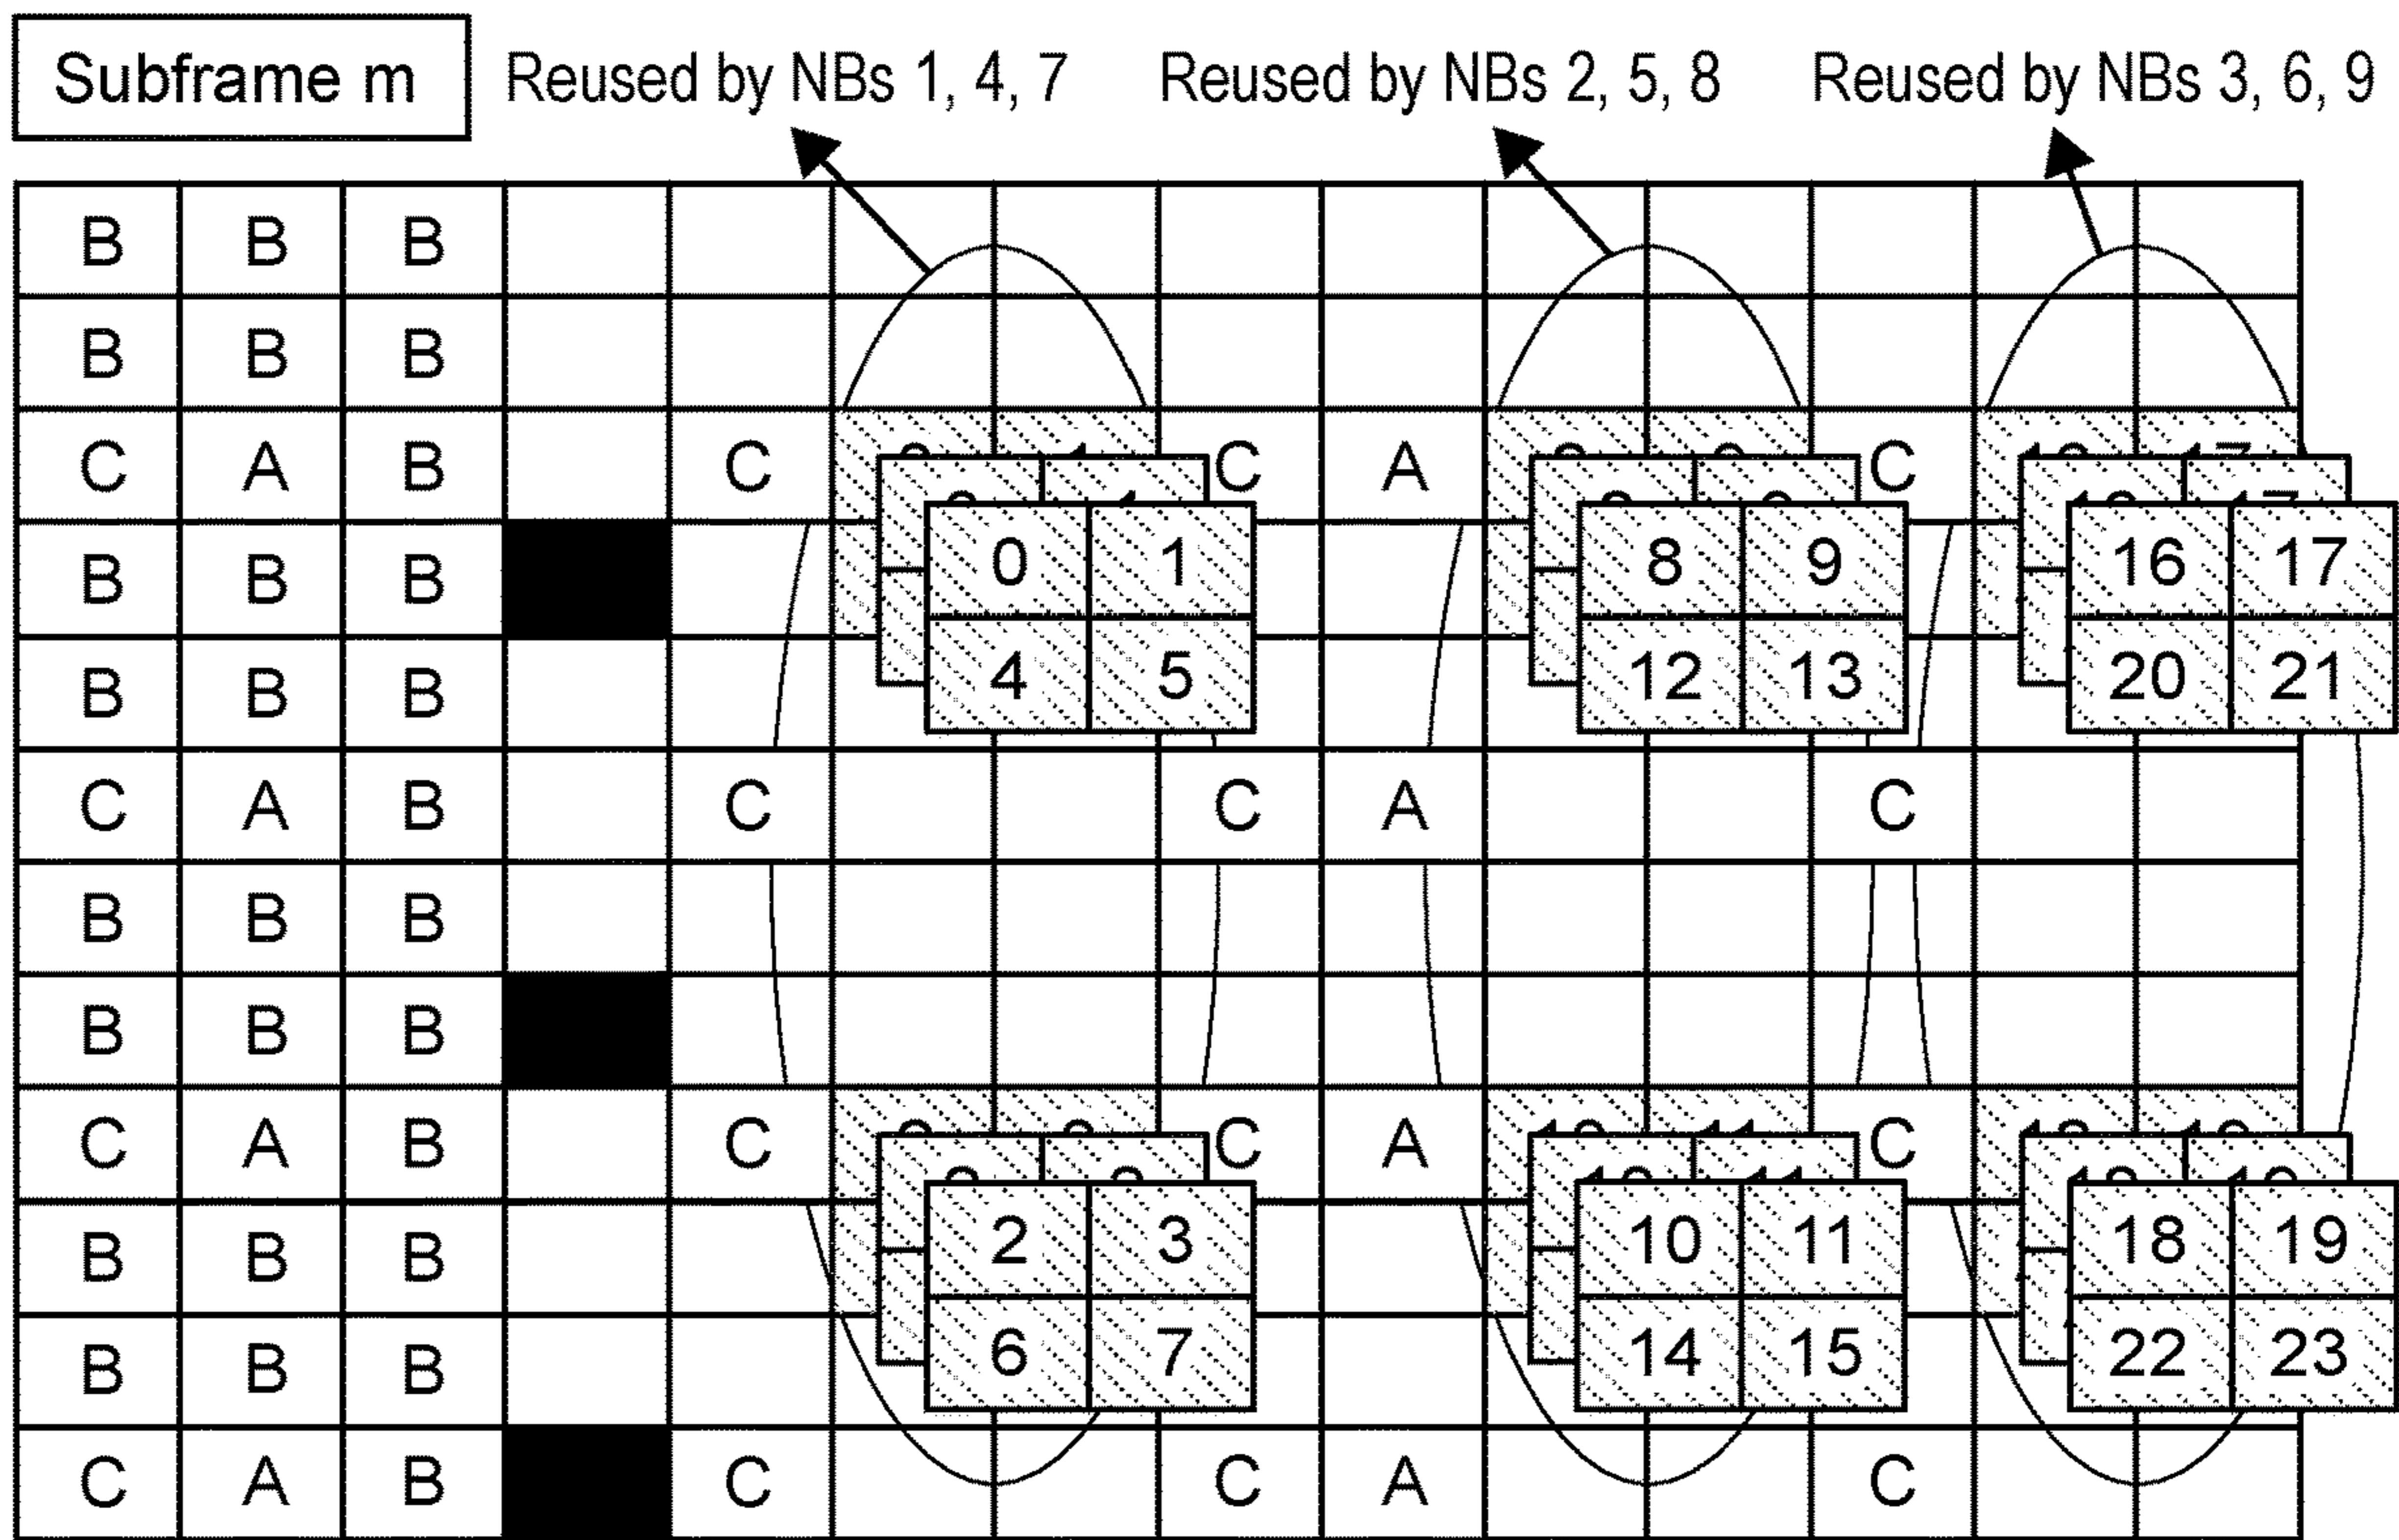 Subframe m Reused by NBs 1, 4, 7 Reused by NBs 2, 5, 8 Reused by NBs 3, 6, 9
B B B
B B B
C A B C C A C
0 1 8 9 16 17
B B B
4 5 12 13 20 21
B B B
C A B C C A C
B B B
B B B
C A B C C A C
2 3 10 11 18 19
B B B
6 7 14 15 22 23
B B B
C A B C C A C